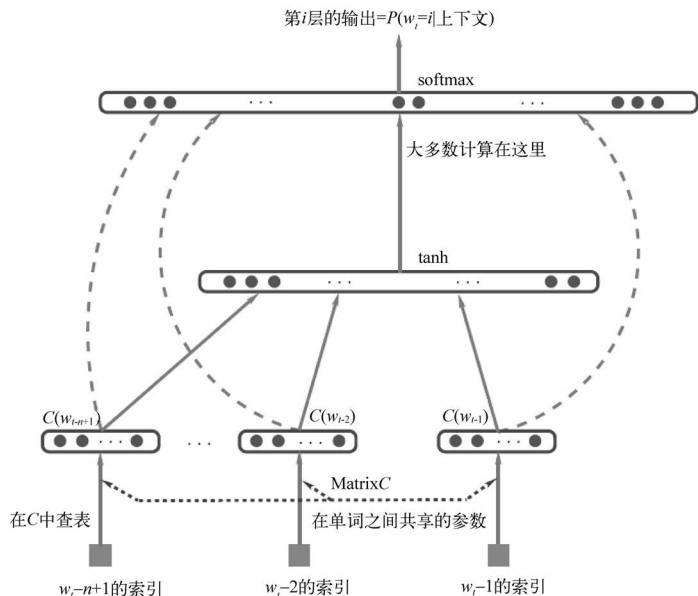 第i层的输出=P(wt=i|上下文)
softmax
... ...
大多数计算在这里
tanh
... ...
C(wt-n+1) C(wt-2) C(wt-1)
... ... ... ...
MatrixC
在C中查表 在单词之间共享的参数
wt–n+1的索引 wt–2的索引 wt–1的索引